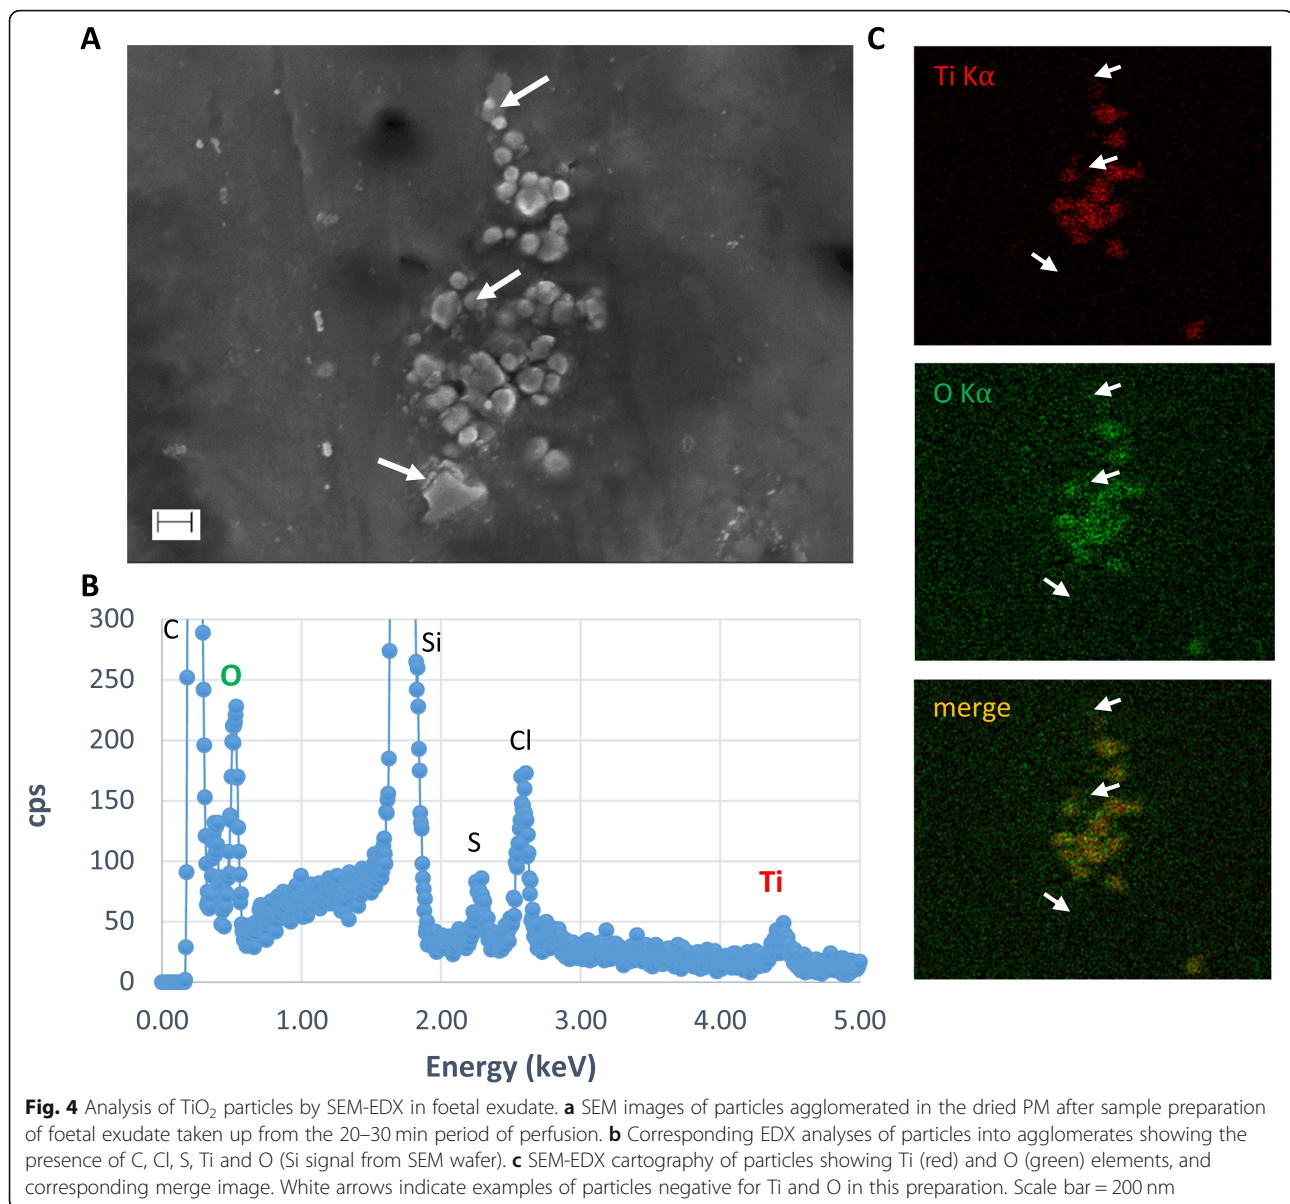 A
C
Ti Kα
O Kα
merge
B
300
250
200
150
100
50
0
cps
C
O
Si
S
Cl
Ti
0.00 1.00 2.00 3.00 4.00 5.00
Energy (keV)
Fig. 4 Analysis of TiO₂ particles by SEM-EDX in foetal exudate. a SEM images of particles agglomerated in the dried PM after sample preparation
of foetal exudate taken up from the 20–30 min period of perfusion. b Corresponding EDX analyses of particles into agglomerates showing the
presence of C, Cl, S, Ti and O (Si signal from SEM wafer). c SEM-EDX cartography of particles showing Ti (red) and O (green) elements, and
corresponding merge image. White arrows indicate examples of particles negative for Ti and O in this preparation. Scale bar = 200 nm